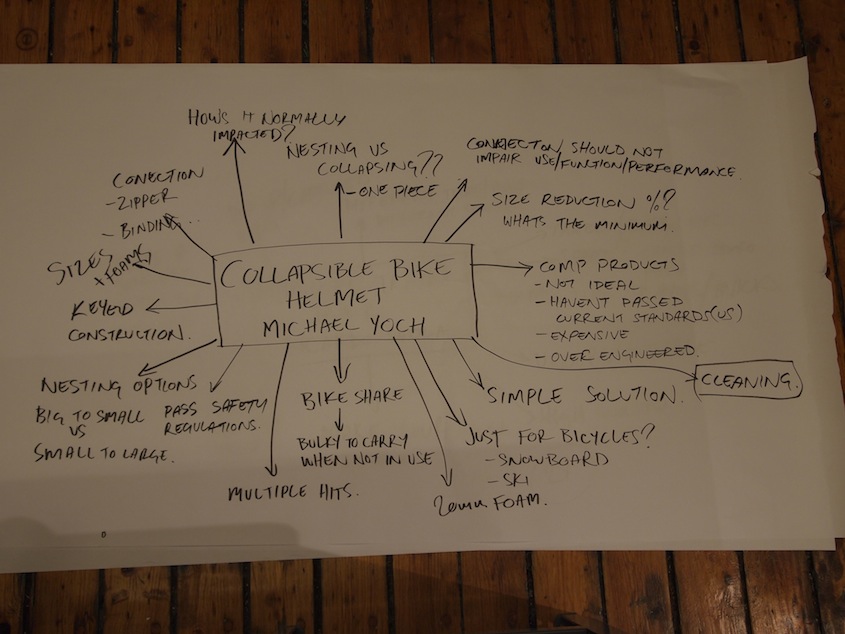 HOW'S IT NORMALLY
IMPACTED?
NESTING VS
COLLAPSING??
- ONE PIECE
CONNECTION SHOULD NOT
IMPAIR USE/FUNCTION/PERFORMANCE.
SIZE REDUCTION %?
WHATS THE MINIMUM.
CONECTION
- ZIPPER
- BINDING...
SIZES
+ FOAMS
KEYED
CONSTRUCTION.
COLLAPSIBLE BIKE
HELMET
MICHAEL YOCH
COMP PRODUCTS
- NOT IDEAL
- HAVENT PASSED
CURRENT STANDARDS(US)
- EXPENSIVE
- OVER ENGINEERED.
CLEANING.
NESTING OPTIONS
BIG TO SMALL
VS
SMALL TO LARGE.
PASS SAFETY
REGULATIONS.
MULTIPLE HITS.
BIKE SHARE
BULKY TO CARRY
WHEN NOT IN USE
SIMPLE SOLUTION.
JUST FOR BICYCLES?
- SNOWBOARD
- SKI
20mm FOAM.